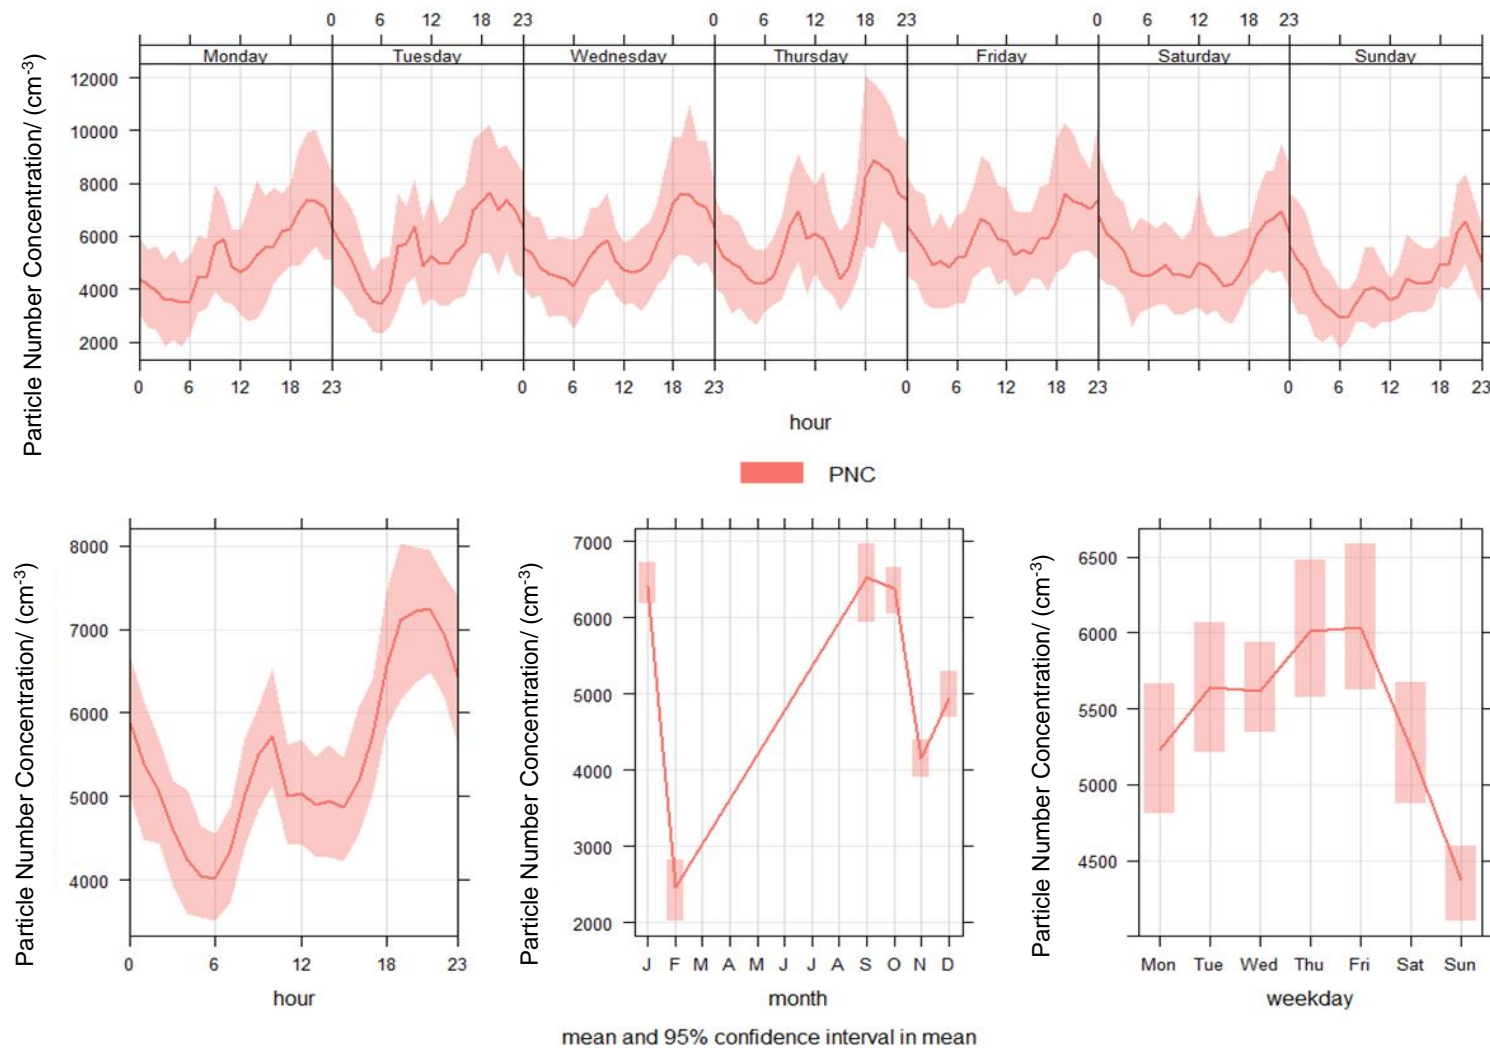 0 6 12 18 23 0 6 12 18 23 0 6 12 18 23
Monday Tuesday Wednesday Thursday Friday Saturday Sunday
Particle Number Concentration/ (cm⁻³)
12000
10000
8000
6000
4000
2000
0 6 12 18 23 0 6 12 18 23 0 6 12 18 23 0 6 12 18 23
hour
PNC
Particle Number Concentration/ (cm⁻³)
8000
7000
6000
5000
4000
0 6 12 18 23
hour
Particle Number Concentration/ (cm⁻³)
7000
6000
5000
4000
3000
2000
J F M A M J J A S O N D
month
Particle Number Concentration/ (cm⁻³)
6500
6000
5500
5000
4500
Mon Tue Wed Thu Fri Sat Sun
weekday
mean and 95% confidence interval in mean